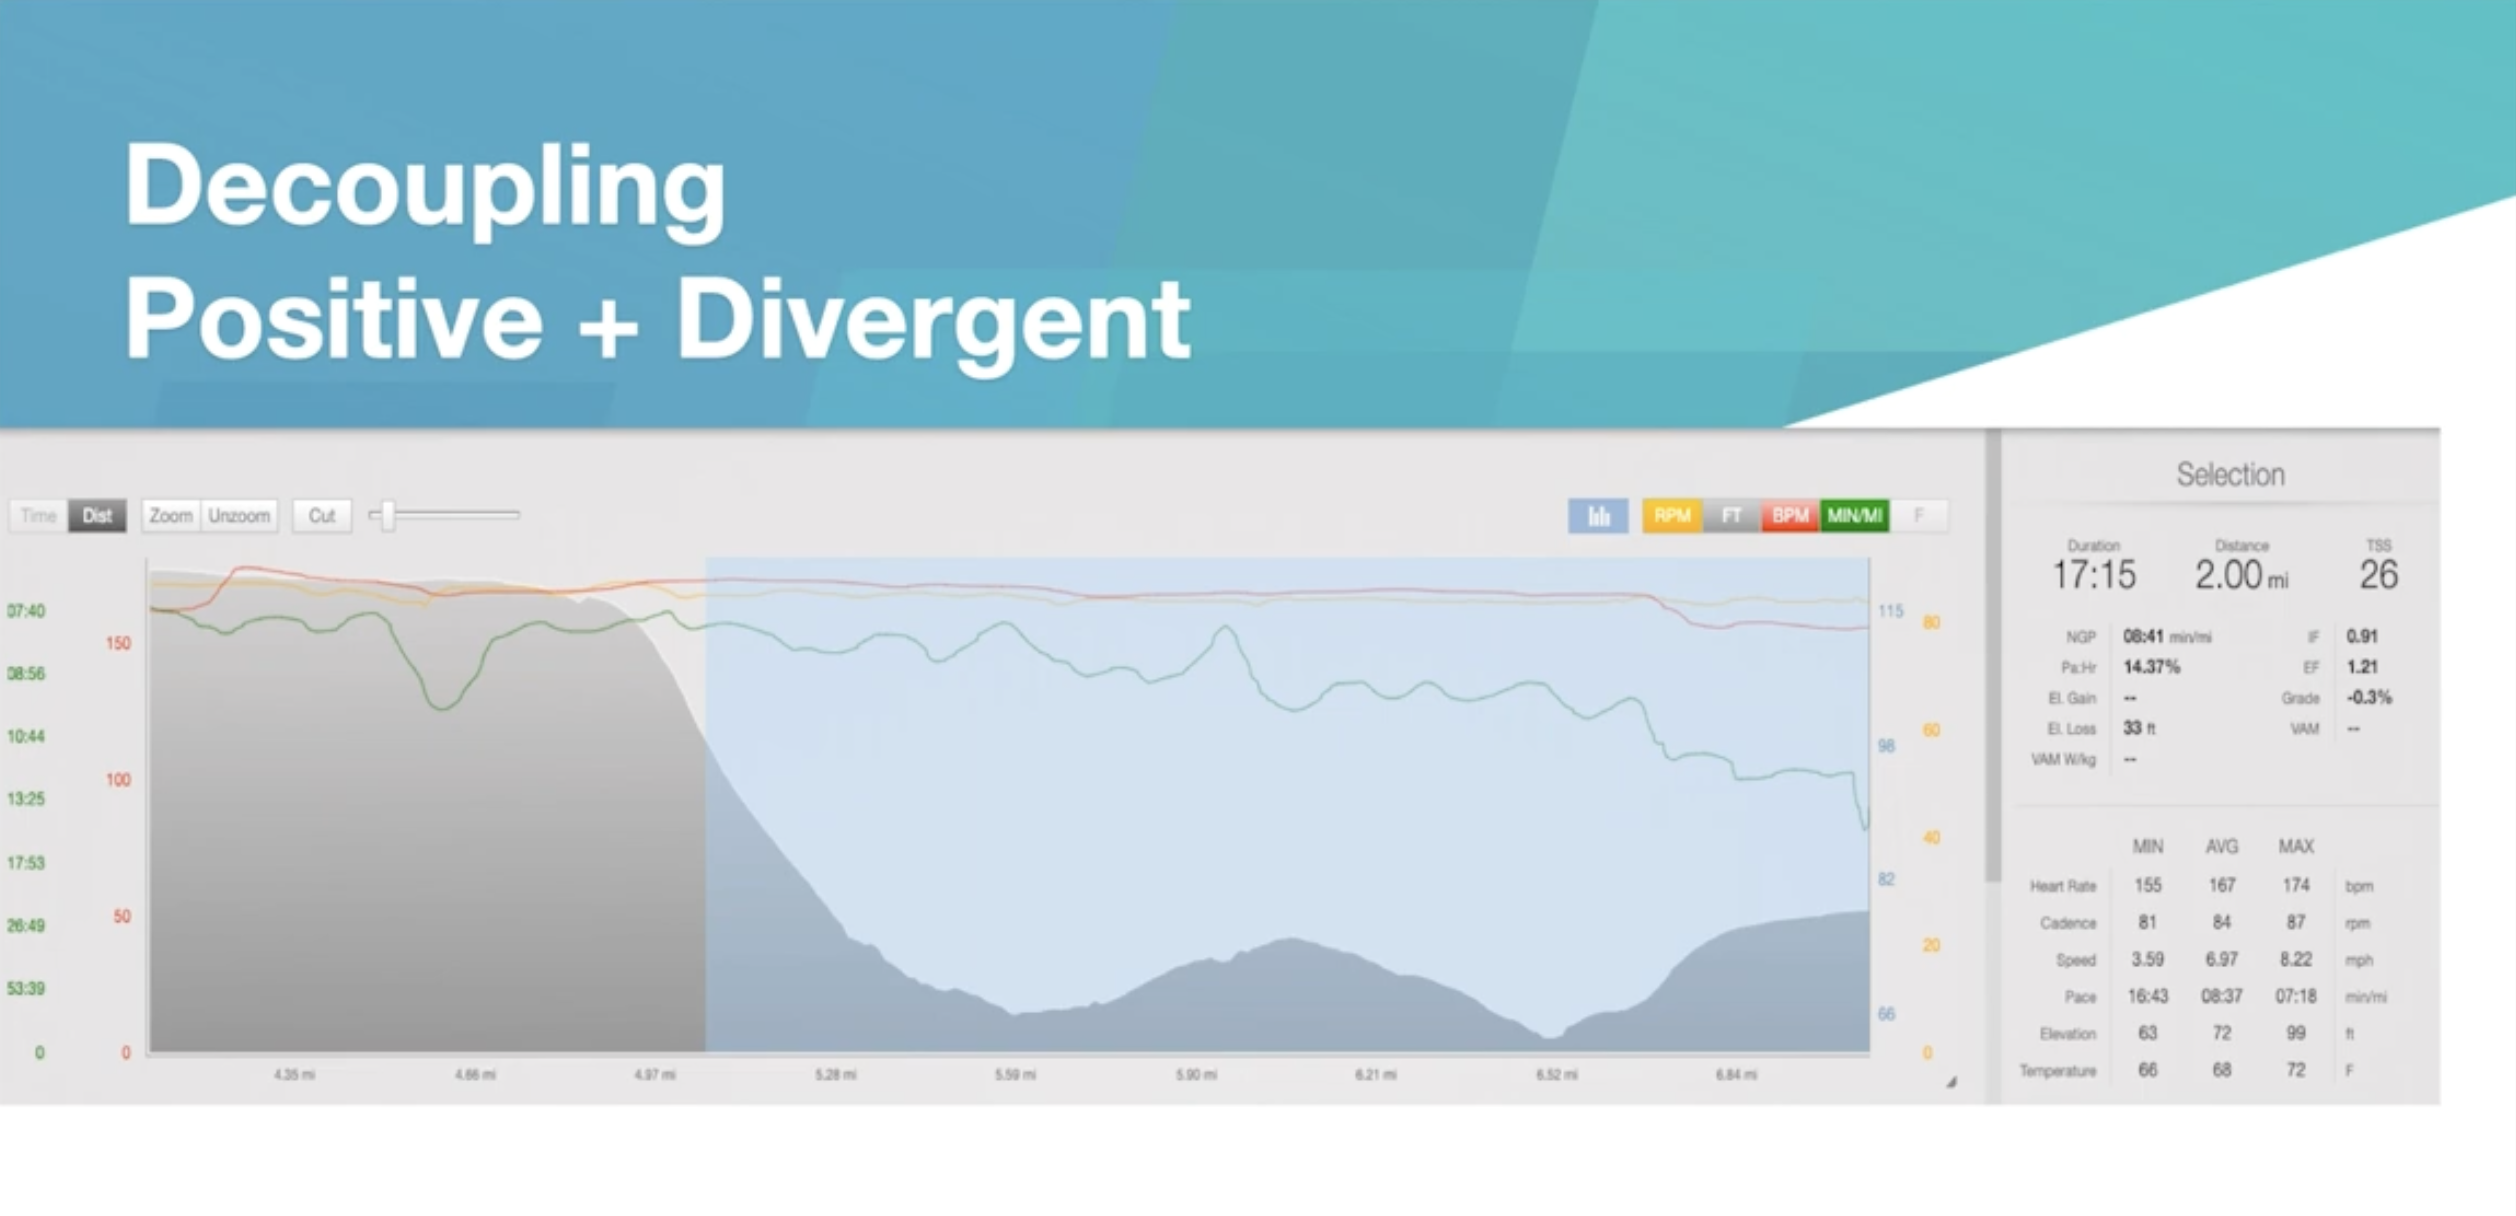 Decoupling
Positive + Divergent
Time Dist Zoom Unzoom Cut RPM FT BPM MIN/MI F
07:40
08:56
10:44
13:25
17:53
26:49
53:39
0
150
100
50
0
115
98
82
66
80
60
40
20
0
4.35 mi 4.66 mi 4.97 mi 5.28 mi 5.59 mi 5.90 mi 6.21 mi 6.52 mi 6.84 mi
Selection
Duration Distance TSS
17:15 2.00 mi 26
NGP 08:41 min/mi IF 0.91
Pa:Hr 14.37% EF 1.21
El. Gain -- Grade -0.3%
El. Loss 33 ft VAM --
VAM W/kg --
MIN AVG MAX
Heart Rate 155 167 174 bpm
Cadence 81 84 87 rpm
Speed 3.59 6.97 8.22 mph
Pace 16:43 08:37 07:18 min/mi
Elevation 63 72 99 ft
Temperature 66 68 72 F